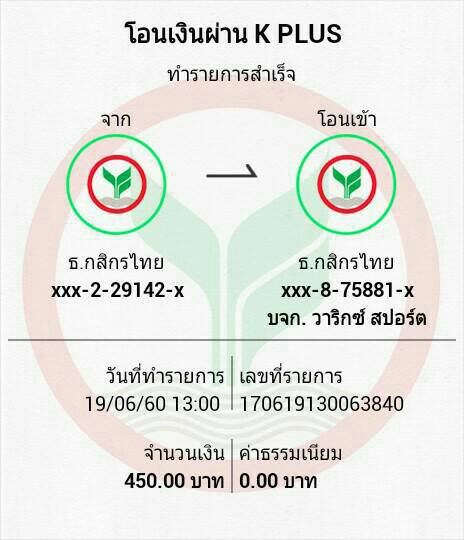 โอนเงินผ่าน K PLUS
ทำรายการสำเร็จ
จาก
โอนเข้า
ธ.กสิกรไทย
xxx-2-29142-x
ธ.กสิกรไทย
xxx-8-75881-x
บจก. วาริกซ์ สปอร์ต
วันที่ทำรายการ
19/06/60 13:00
เลขที่รายการ
170619130063840
จำนวนเงิน
450.00 บาท
ค่าธรรมเนียม
0.00 บาท